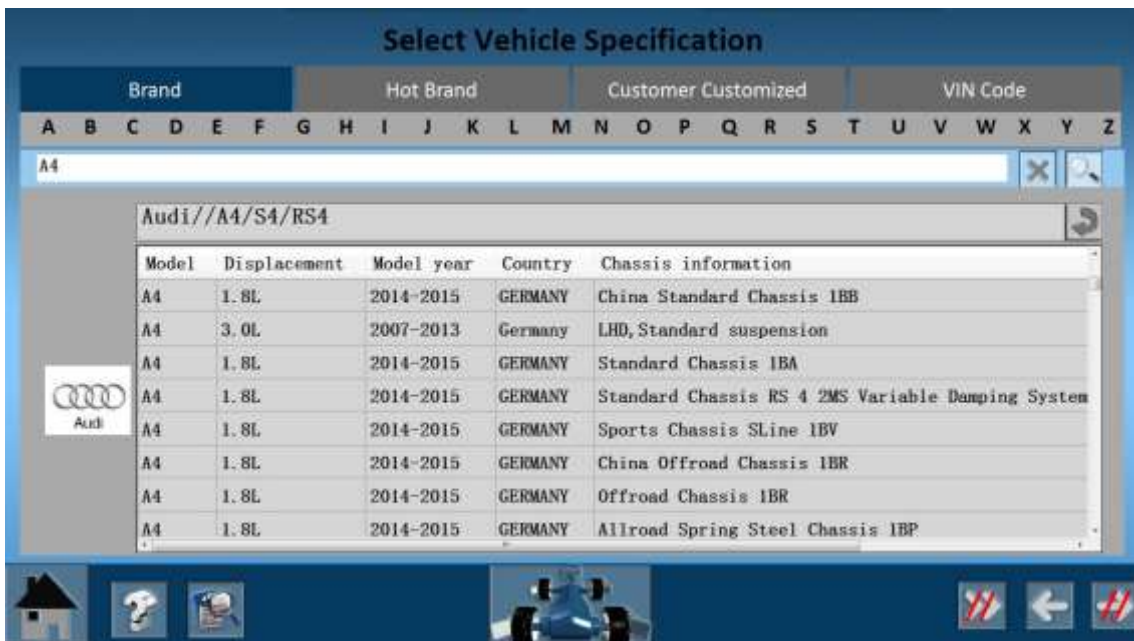 Select Vehicle Specification
Brand Hot Brand Customer Customized VIN Code
A B C D E F G H I J K L M N O P Q R S T U V W X Y Z
A4
Audi//A4/S4/RS4
Model Displacement Model year Country Chassis information
A4 1.8L 2014-2015 GERMANY China Standard Chassis 1BB
A4 3.0L 2007-2013 Germany LHD,Standard suspension
A4 1.8L 2014-2015 GERMANY Standard Chassis 1BA
A4 1.8L 2014-2015 GERMANY Standard Chassis RS 4 2MS Variable Damping System
Audi
A4 1.8L 2014-2015 GERMANY Sports Chassis SLine 1BV
A4 1.8L 2014-2015 GERMANY China Offroad Chassis 1BR
A4 1.8L 2014-2015 GERMANY Offroad Chassis 1BR
A4 1.8L 2014-2015 GERMANY Allroad Spring Steel Chassis 1BP